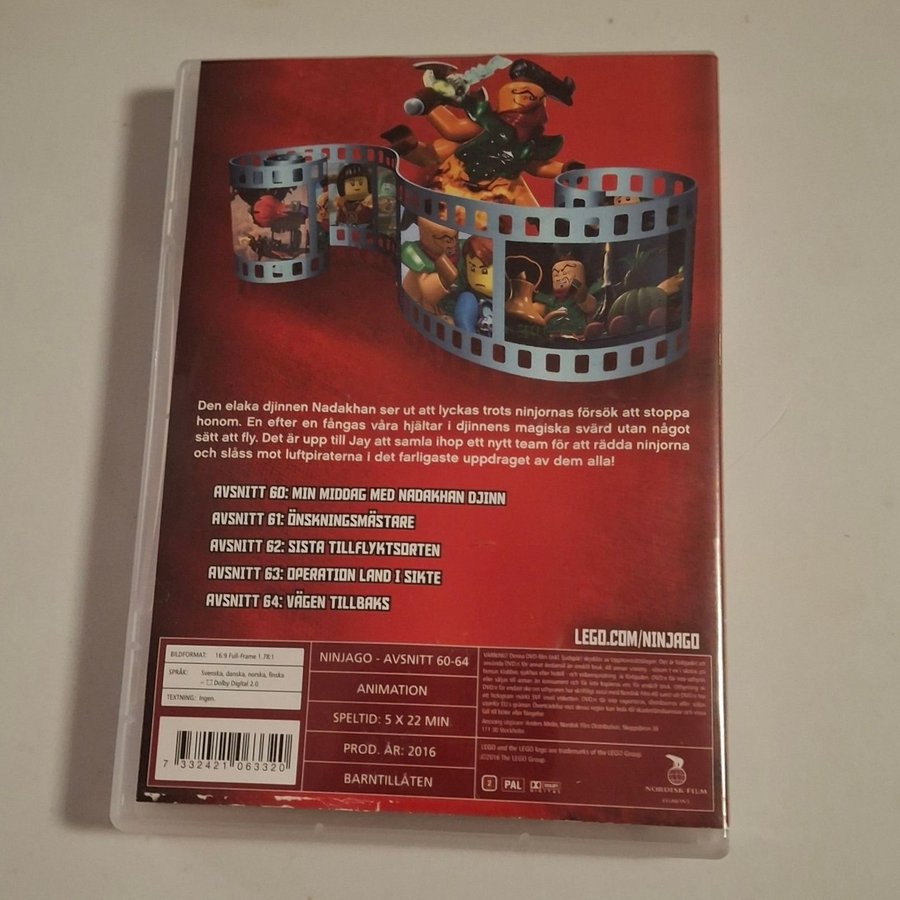 Den elaka djinnen Nadakhan ser ut att lyckas trots ninjornas försök att stoppa
honom. En efter en fångas våra hjältar i djinnens magiska svärd utan något
sätt att fly. Det är upp till Jay att samla ihop ett nytt team för att rädda ninjorna
och slåss mot luftpiraterna i det farligaste uppdraget av dem alla!
AVSNITT 60: MIN MIDDAG MED NADAKHAN DJINN
AVSNITT 61: ÖNSKNINGSMÄSTARE
AVSNITT 62: SISTA TILLFLYKTSORTEN
AVSNITT 63: OPERATION LAND I SIKTE
AVSNITT 64: VÄGEN TILLBAKS
LEGO.COM/NINJAGO
BILDFORMAT: 16:9 Full-Frame 1.78:1
SPRÅK: Svenska, danska, norska, finska
– Dolby Digital 2.0
TEXTNING: Ingen.
7 332421 063320
NINJAGO - AVSNITT 60-64
ANIMATION
SPELTID: 5 X 22 MIN
PROD. ÅR: 2016
BARNTILLÅTEN
111 30 Stockholm
LEGO and the LEGO logo are trademarks of the LEGO Group.
©2016 The LEGO Group.
2 PAL DOLBY DIGITAL
NORDISK FILM